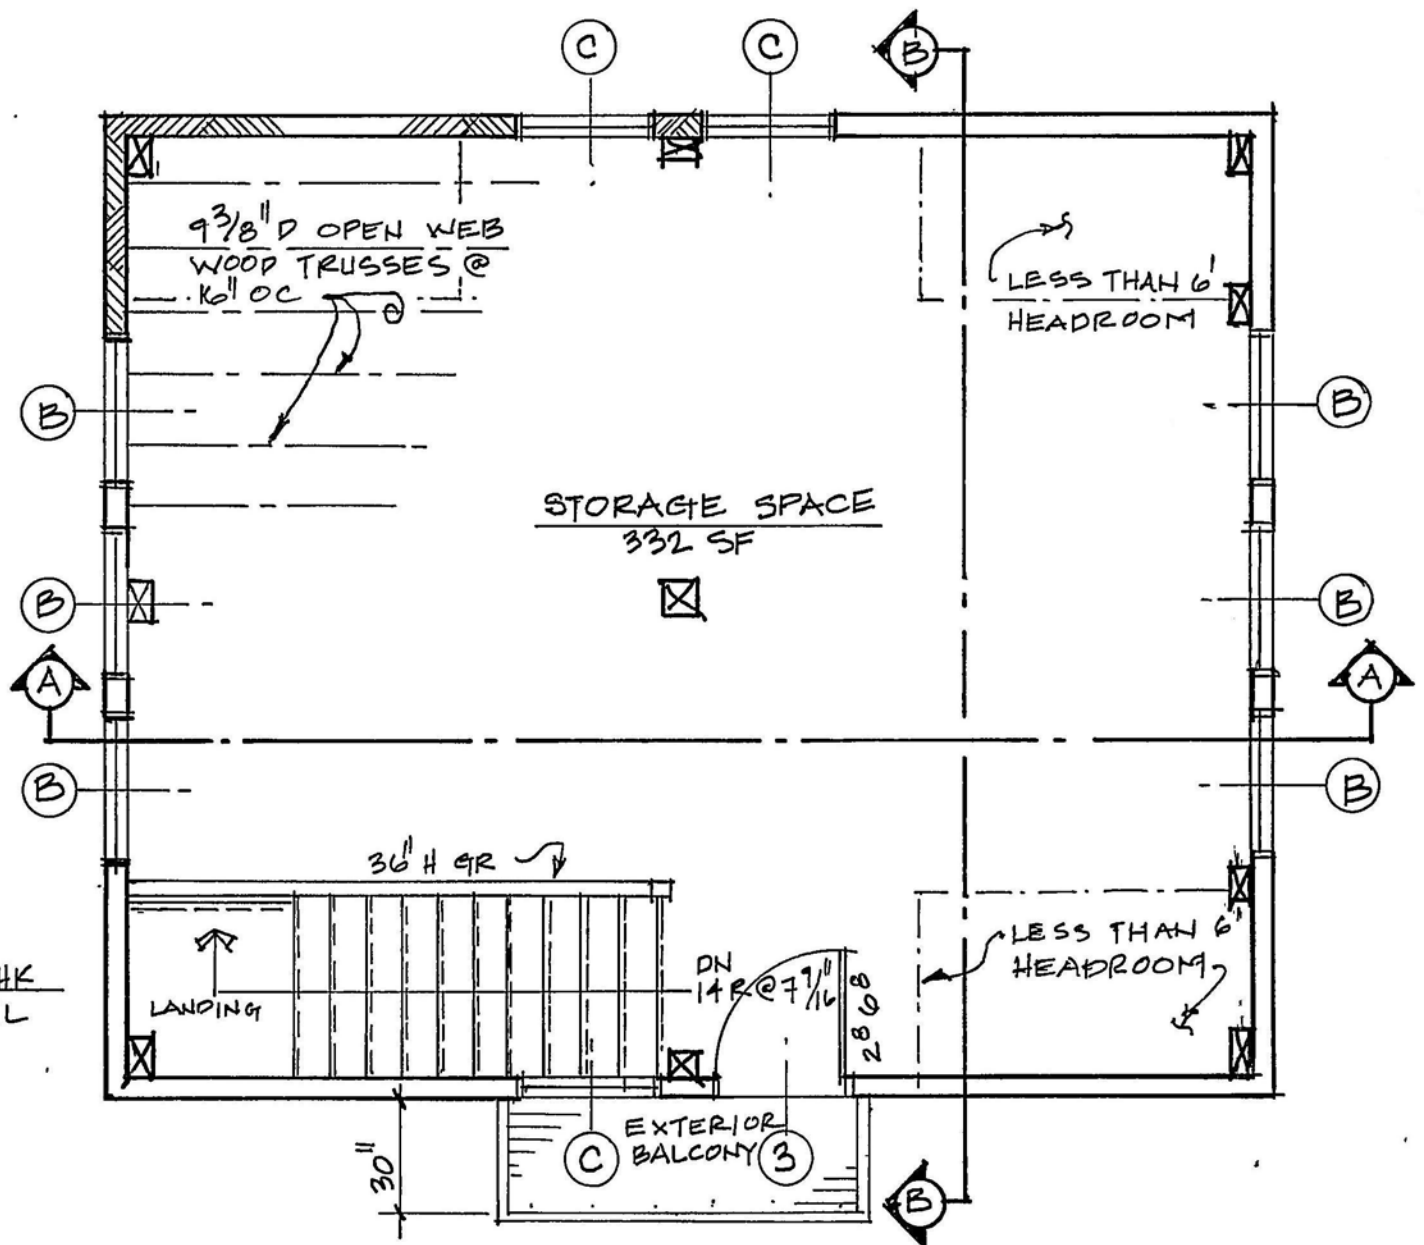 C
C
B
9 3/8" D OPEN WEB
WOOD TRUSSES @
16" OC
LESS THAN 6'
HEADROOM
B
B
STORAGE SPACE
332 SF
B
B
A
A
B
B
36" H GR
LESS THAN 6'
HEADROOM
HK
L
LANDING
DN
14 R @ 7 9/16"
2868
EXTERIOR
BALCONY
C
3
30"
B